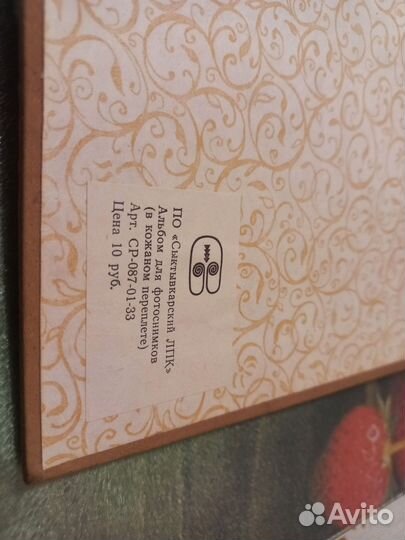 ПО «Сыктывкарский ЛПК»
Альбом для фотоснимков
(в кожаном переплете)
Арт. СР-087-01-33
Цена 10 руб.
Avito